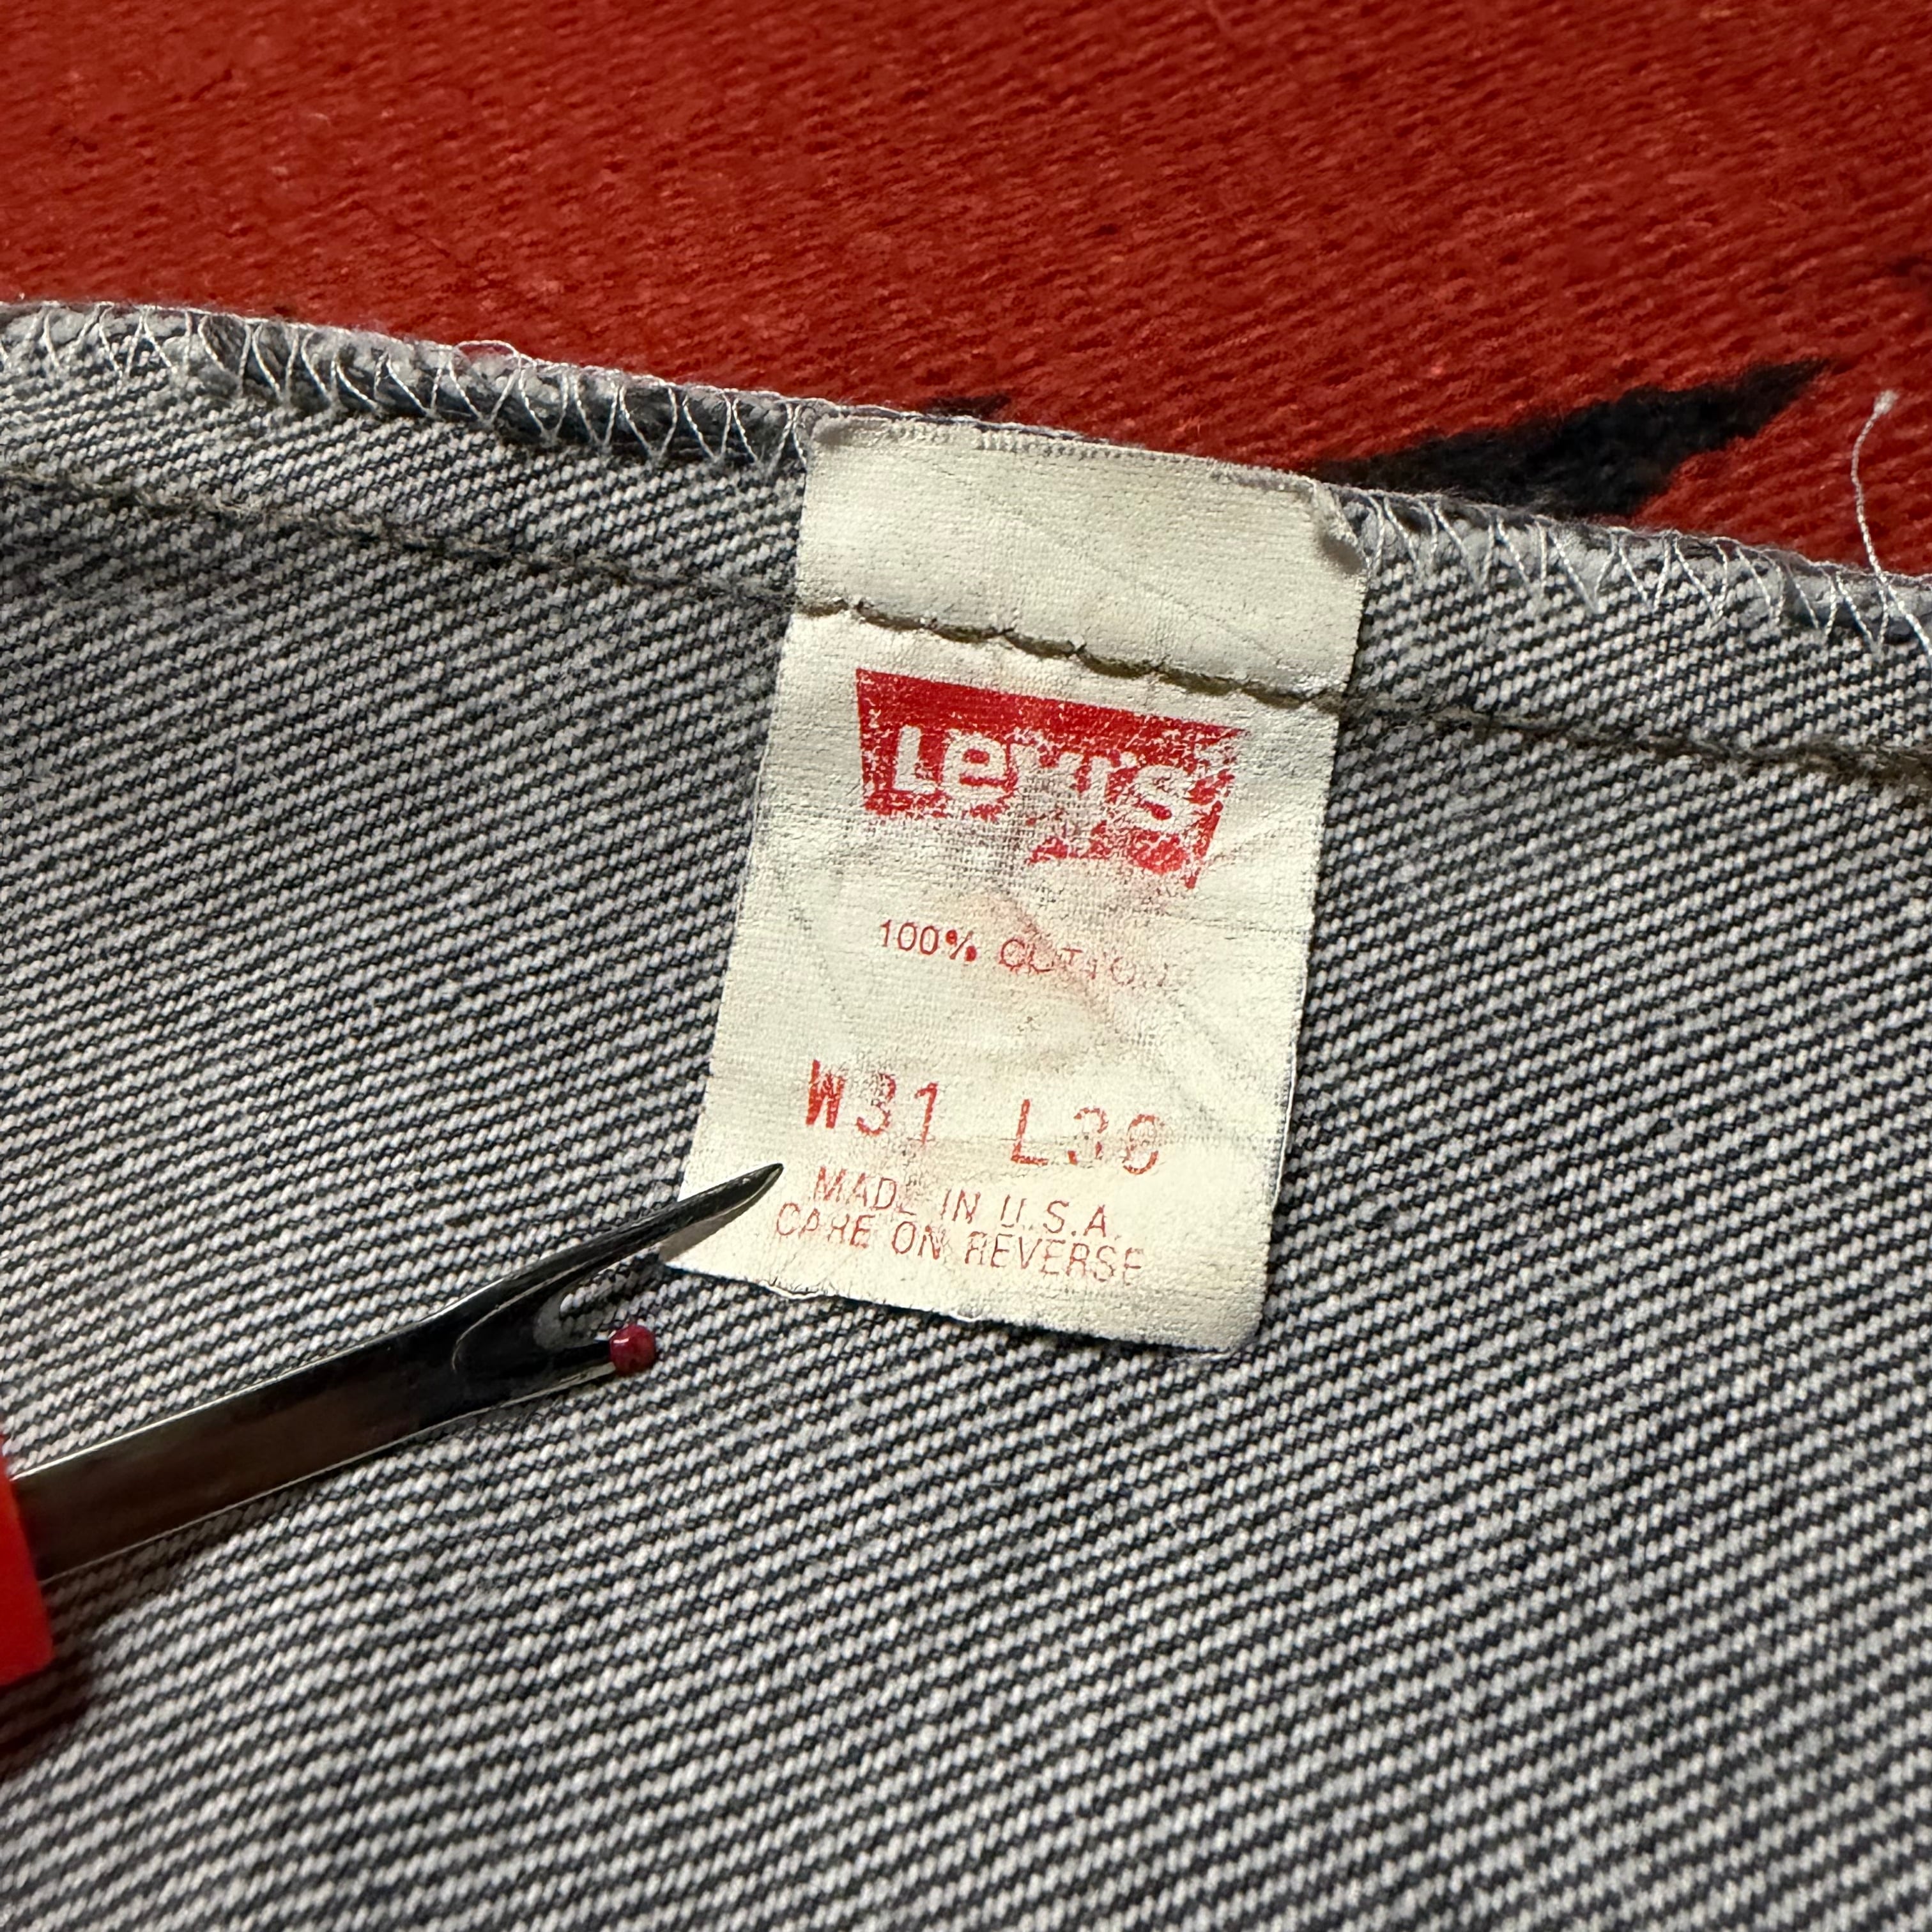 Levi's
100% COTTON
W31 L30
MADE IN U.S.A.
CARE ON REVERSE